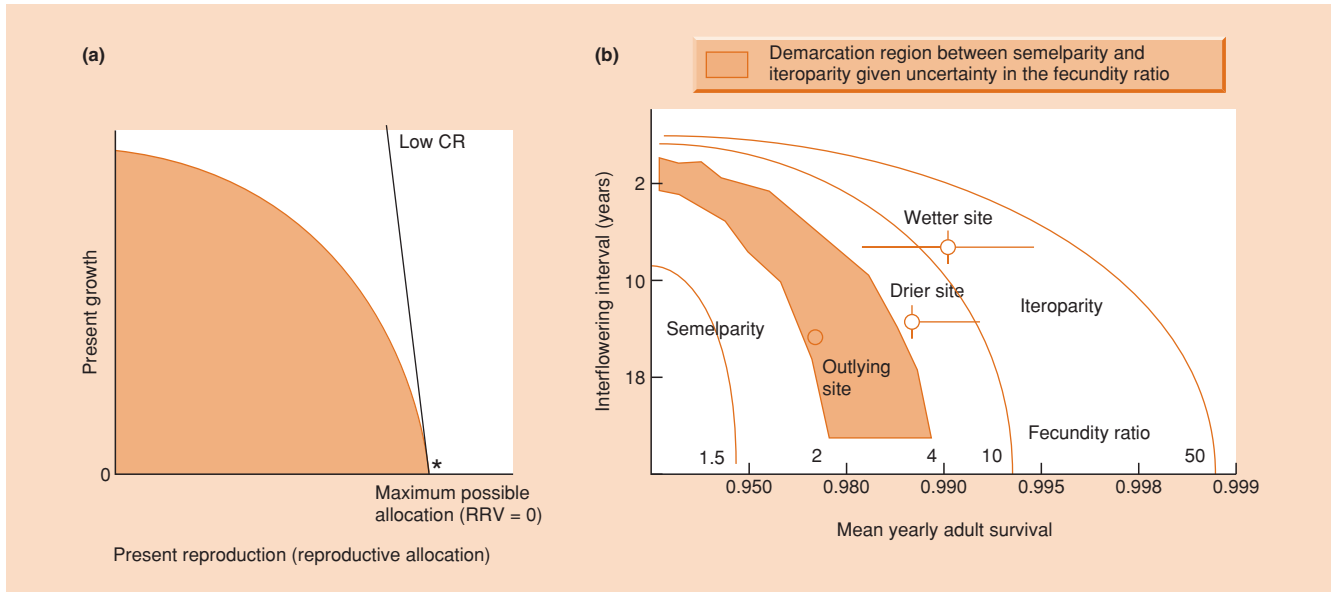 (a)
Low CR
Present growth
0
*
Maximum possible
allocation (RRV = 0)
Present reproduction (reproductive allocation)
(b)
Demarcation region between semelparity and
iteroparity given uncertainty in the fecundity ratio
Interflowering interval (years)
2
10
18
Wetter site
Drier site
Iteroparity
Semelparity
Outlying
site
Fecundity ratio
1.5
2
4
10
50
0.950
0.980
0.990
0.995
0.998
0.999
Mean yearly adult survival